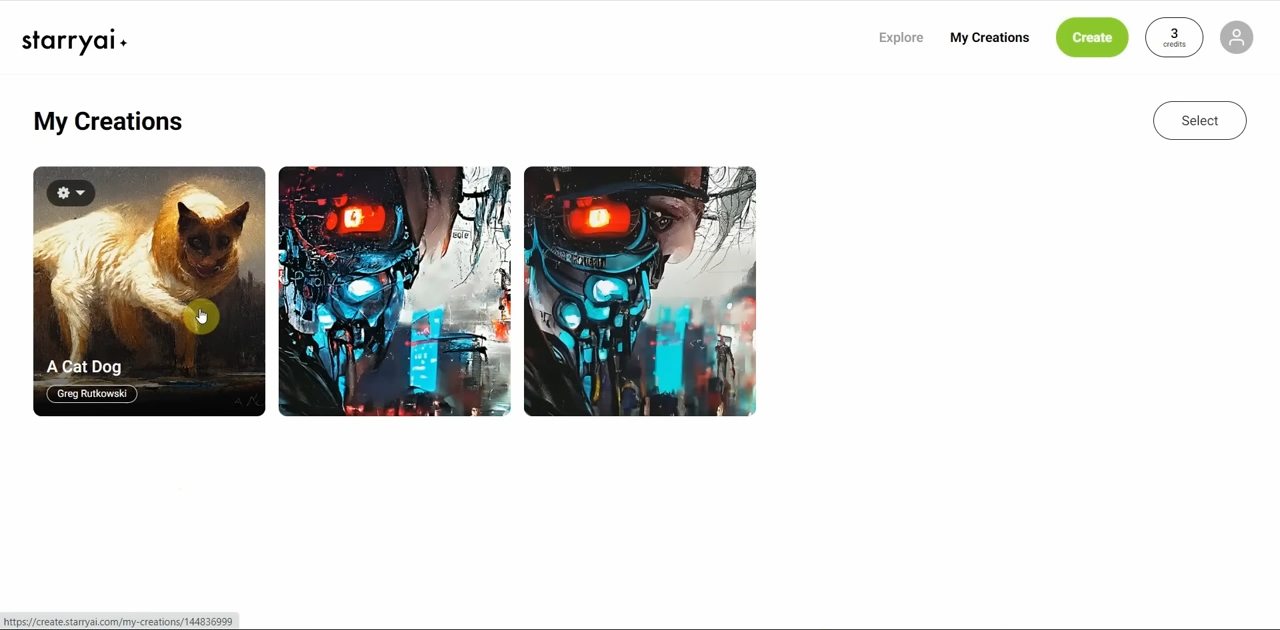 starryai
Explore
My Creations
Create
3
credits
My Creations
Select
A Cat Dog
Greg Rutkowski
https://create.starryai.com/my-creations/144836999